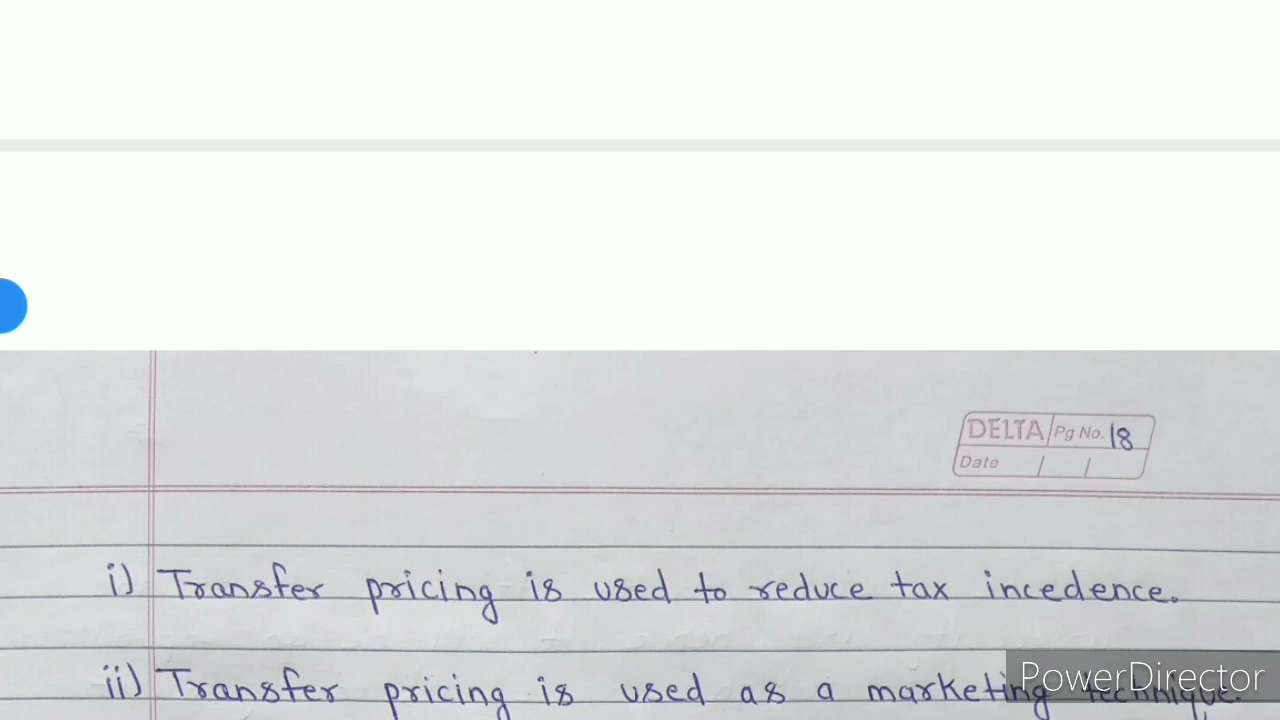 DELTA Pg No. 18
Date / /
i) Transfer pricing is used to reduce tax incedence.
ii) Transfer pricing is used as a marketing technique.
PowerDirector